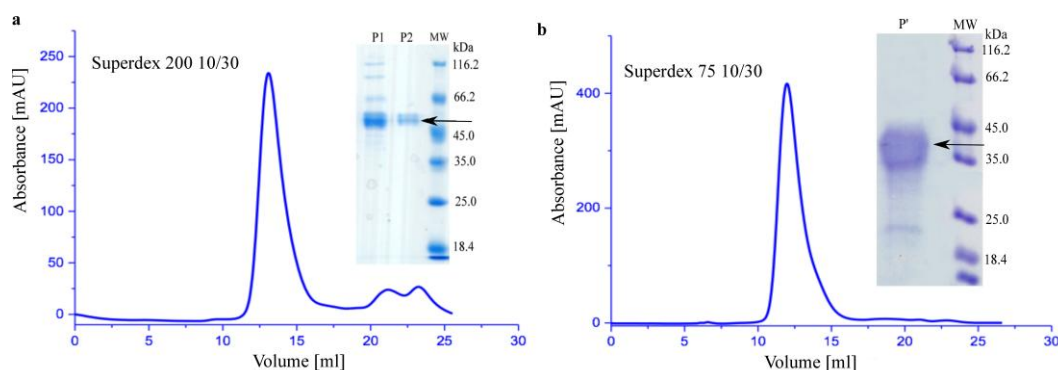 a
Superdex 200 10/30
P1 P2 MW
kDa
116.2
66.2
45.0
35.0
25.0
18.4
Absorbance [mAU]
250
200
150
100
50
0
0 5 10 15 20 25 30
Volume [ml]
b
Superdex 75 10/30
P' MW
kDa
116.2
66.2
45.0
35.0
25.0
18.4
Absorbance [mAU]
400
200
0
0 5 10 15 20 25 30
Volume [ml]